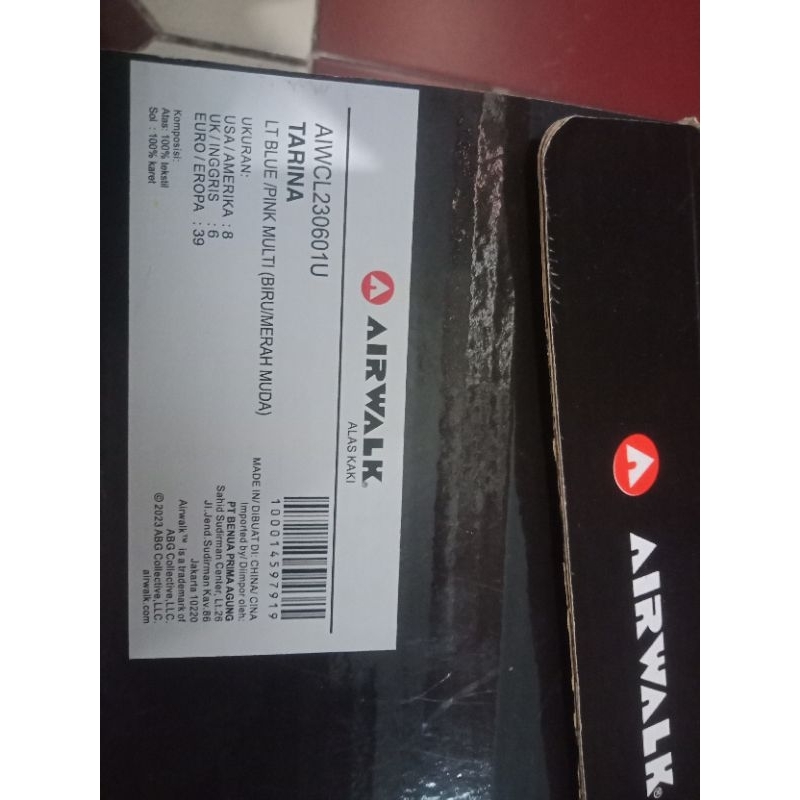 AIRWALK
ALAS KAKI
AIWCL230601U
TARINA
LT BLUE /PINK MULTI (BIRU/MERAH MUDA)
UKURAN:
USA / AMERIKA : 8
UK / INGGRIS : 6
EURO / EROPA : 39
Komposisi:
Atas: 100% tekstil
Sol : 100% karet
1000014597919
MADE IN/ DIBUAT DI: CHINA/ CINA
Imported by/ Diimpor oleh:
PT BENUA PRIMA AGUNG
Sahid Sudirman Center, Lt.26
Jl.Jend.Sudirman Kav.86
Jakarta 10220
Airwalk™ is a trademark of
ABG Collective,LLC.
© 2023 ABG Collective,LLC.
airwalk.com
AIRWALK